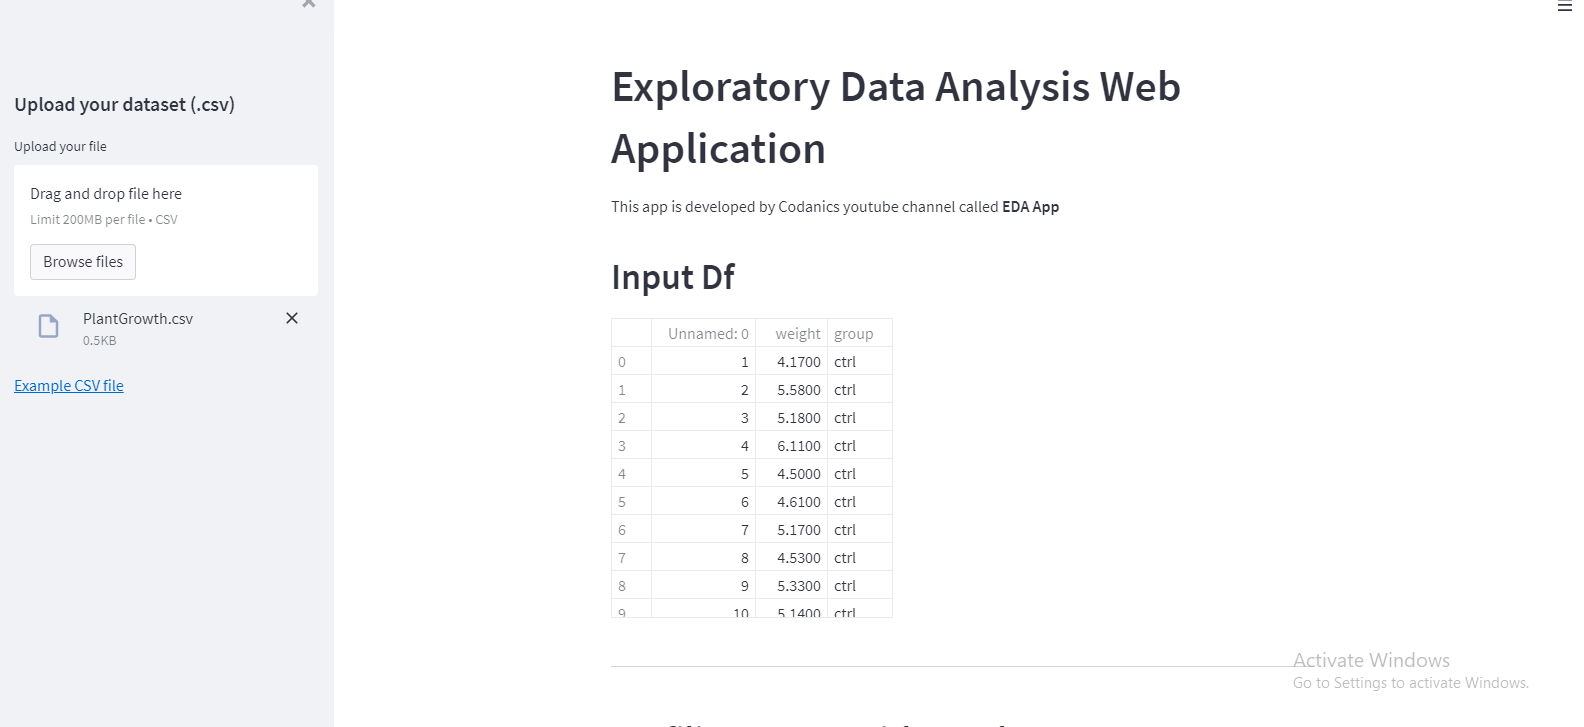 Upload your dataset (.csv)
Upload your file
Drag and drop file here
Limit 200MB per file • CSV
Browse files
PlantGrowth.csv
0.5KB
Example CSV file
Exploratory Data Analysis Web
Application
This app is developed by Codanics youtube channel called EDA App
Input Df
Unnamed: 0 weight group
0 1 4.1700 ctrl
1 2 5.5800 ctrl
2 3 5.1800 ctrl
3 4 6.1100 ctrl
4 5 4.5000 ctrl
5 6 4.6100 ctrl
6 7 5.1700 ctrl
7 8 4.5300 ctrl
8 9 5.3300 ctrl
9 10 5.1400 ctrl
Activate Windows
Go to Settings to activate Windows.